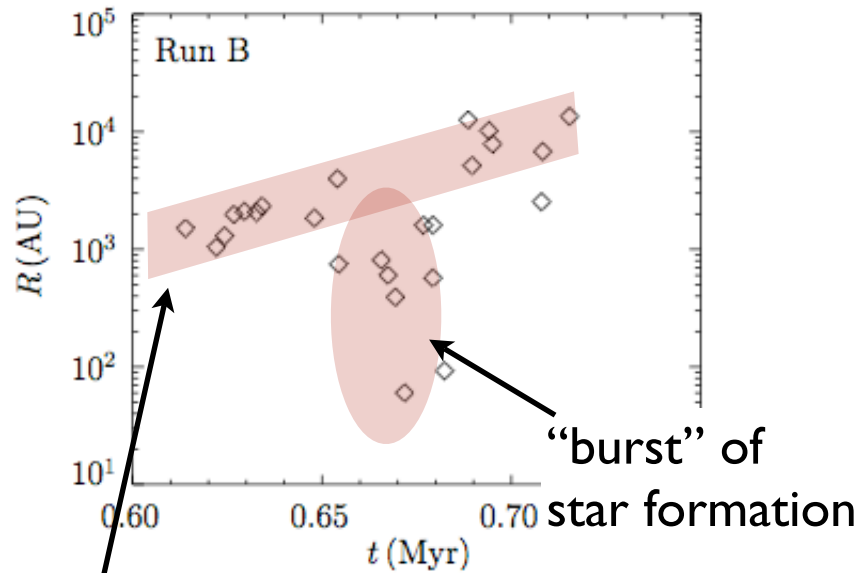 10^5
Run B
10^4
R (AU)
10^3
10^2
10^1
“burst” of
star formation
0.60
0.65
0.70
t (Myr)